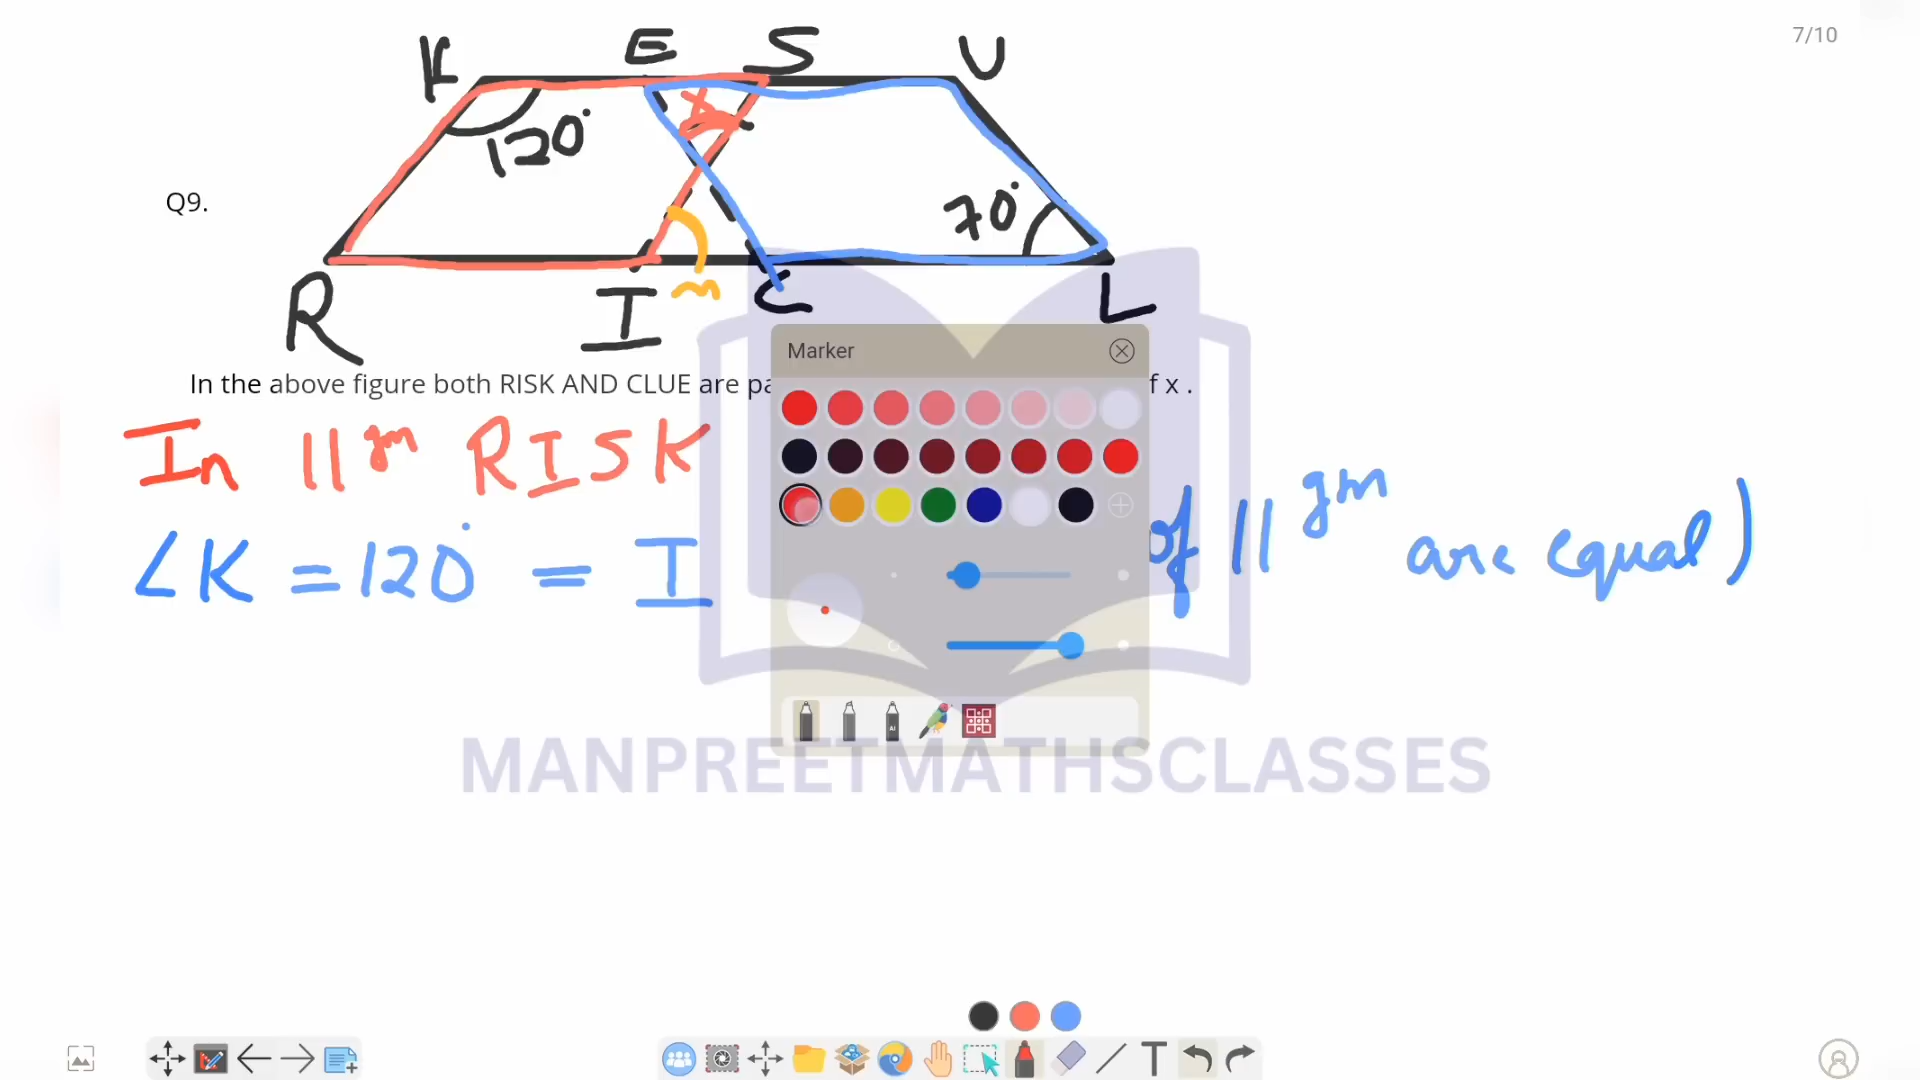 7/10
K E S U
120° x
Q9.
70°
R I 3 C L
In the above figure both RISK AND CLUE are pa f x .
Marker
In ||gm RISK
∠K = 120° = I of ||gm are equal)
MANPREETMATHSCLASSES
T